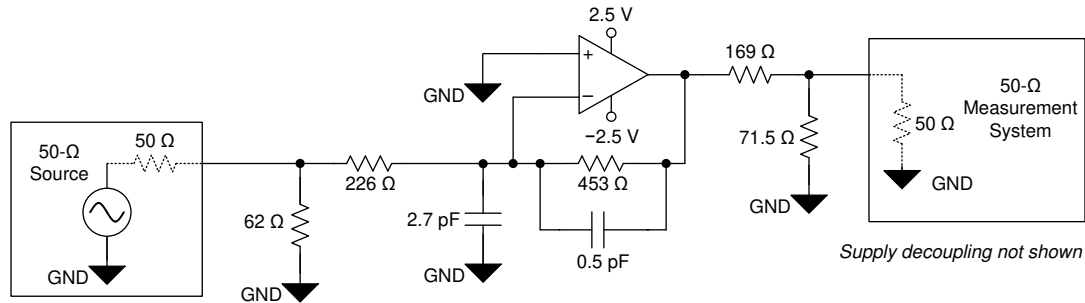 2.5 V
+
−
−2.5 V
GND
169 Ω
71.5 Ω
GND
50-Ω
Measurement
System
50 Ω
GND
Supply decoupling not shown
50-Ω
Source
50 Ω
GND
62 Ω
GND
226 Ω
2.7 pF
GND
453 Ω
0.5 pF